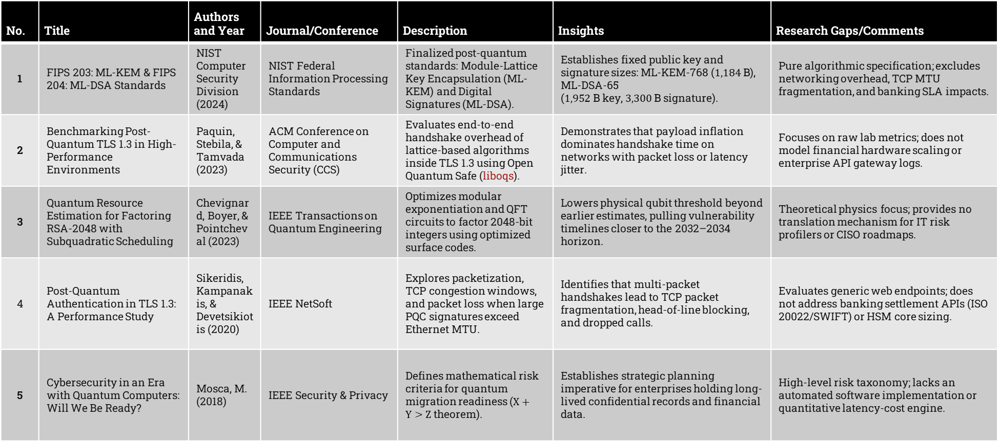 No.
Title
Authors
and Year
Journal/Conference
Description
Insights
Research Gaps/Comments
1
FIPS 203: ML-KEM & FIPS
204: ML-DSA Standards
NIST
Computer
Security
Division
(2024)
NIST Federal
Information Processing
Standards
Finalized post-quantum
standards: Module-Lattice
Key Encapsulation (ML-
KEM) and Digital
Signatures (ML-DSA).
Establishes fixed public key and
signature sizes: ML-KEM-768 (1,184 B),
ML-DSA-65
(1,952 B key, 3,300 B signature).
Pure algorithmic specification; excludes
networking overhead, TCP MTU
fragmentation, and banking SLA impacts.
2
Benchmarking Post-
Quantum TLS 1.3 in High-
Performance
Environments
Paquin,
Stebila, &
Tamvada
(2023)
ACM Conference on
Computer and
Communications
Security (CCS)
Evaluates end-to-end
handshake overhead of
lattice-based algorithms
inside TLS 1.3 using Open
Quantum Safe (liboqs).
Demonstrates that payload inflation
dominates handshake time on
networks with packet loss or latency
jitter.
Focuses on raw lab metrics; does not
model financial hardware scaling or
enterprise API gateway logs.
3
Quantum Resource
Estimation for Factoring
RSA-2048 with
Subquadratic Scheduling
Chevignar
d, Boyer, &
Pointchev
al (2023)
IEEE Transactions on
Quantum Engineering
Optimizes modular
exponentiation and QFT
circuits to factor 2048-bit
integers using optimized
surface codes.
Lowers physical qubit threshold beyond
earlier estimates, pulling vulnerability
timelines closer to the 2032–2034
horizon.
Theoretical physics focus; provides no
translation mechanism for IT risk
profilers or CISO roadmaps.
4
Post-Quantum
Authentication in TLS 1.3:
A Performance Study
Sikeridis,
Kampanak
is, &
Devetsikiot
is (2020)
IEEE NetSoft
Explores packetization,
TCP congestion windows,
and packet loss when large
PQC signatures exceed
Ethernet MTU.
Identifies that multi-packet
handshakes lead to TCP packet
fragmentation, head-of-line blocking,
and dropped calls.
Evaluates generic web endpoints; does
not address banking settlement APIs (ISO
20022/SWIFT) or HSM core sizing.
5
Cybersecurity in an Era
with Quantum Computers:
Will We Be Ready?
Mosca, M.
(2018)
IEEE Security & Privacy
Defines mathematical risk
criteria for quantum
migration readiness (X +
Y > Z theorem).
Establishes strategic planning
imperative for enterprises holding long-
lived confidential records and financial
data.
High-level risk taxonomy; lacks an
automated software implementation or
quantitative latency-cost engine.